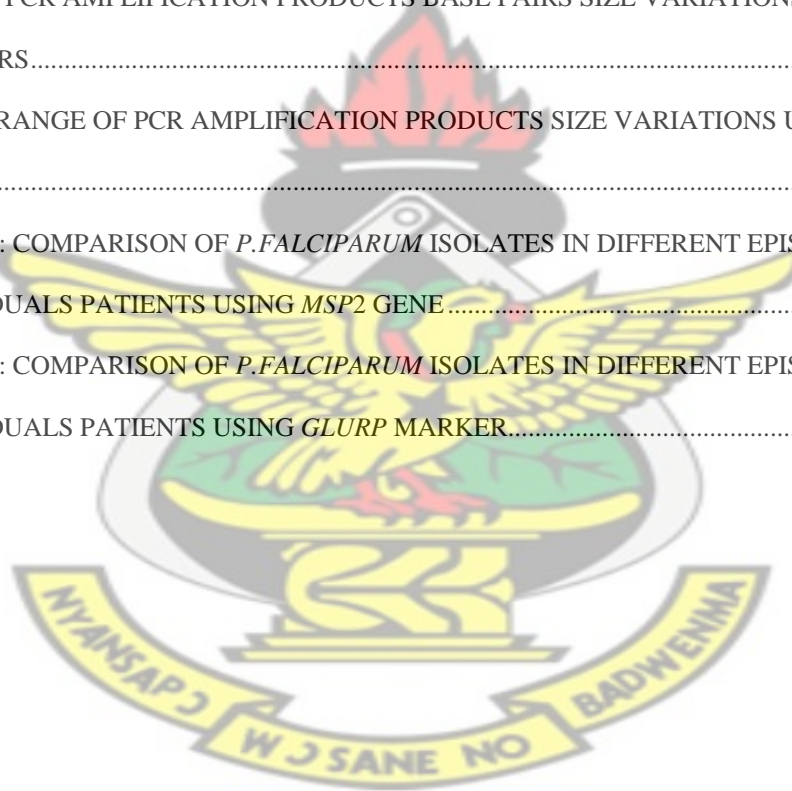 PCR AMPLIFICATION PRODUCTS BASE PAIRS SIZE VARIATIONS
RS....................................................................................................
RANGE OF PCR AMPLIFICATION PRODUCTS SIZE VARIATIONS U
....................................................................................................
: COMPARISON OF P.FALCIPARUM ISOLATES IN DIFFERENT EPIS
DUALS PATIENTS USING MSP2 GENE....................................................
: COMPARISON OF P.FALCIPARUM ISOLATES IN DIFFERENT EPIS
DUALS PATIENTS USING GLURP MARKER..............................................
NYANSAPƆ WƆSANE NO BADWENMA